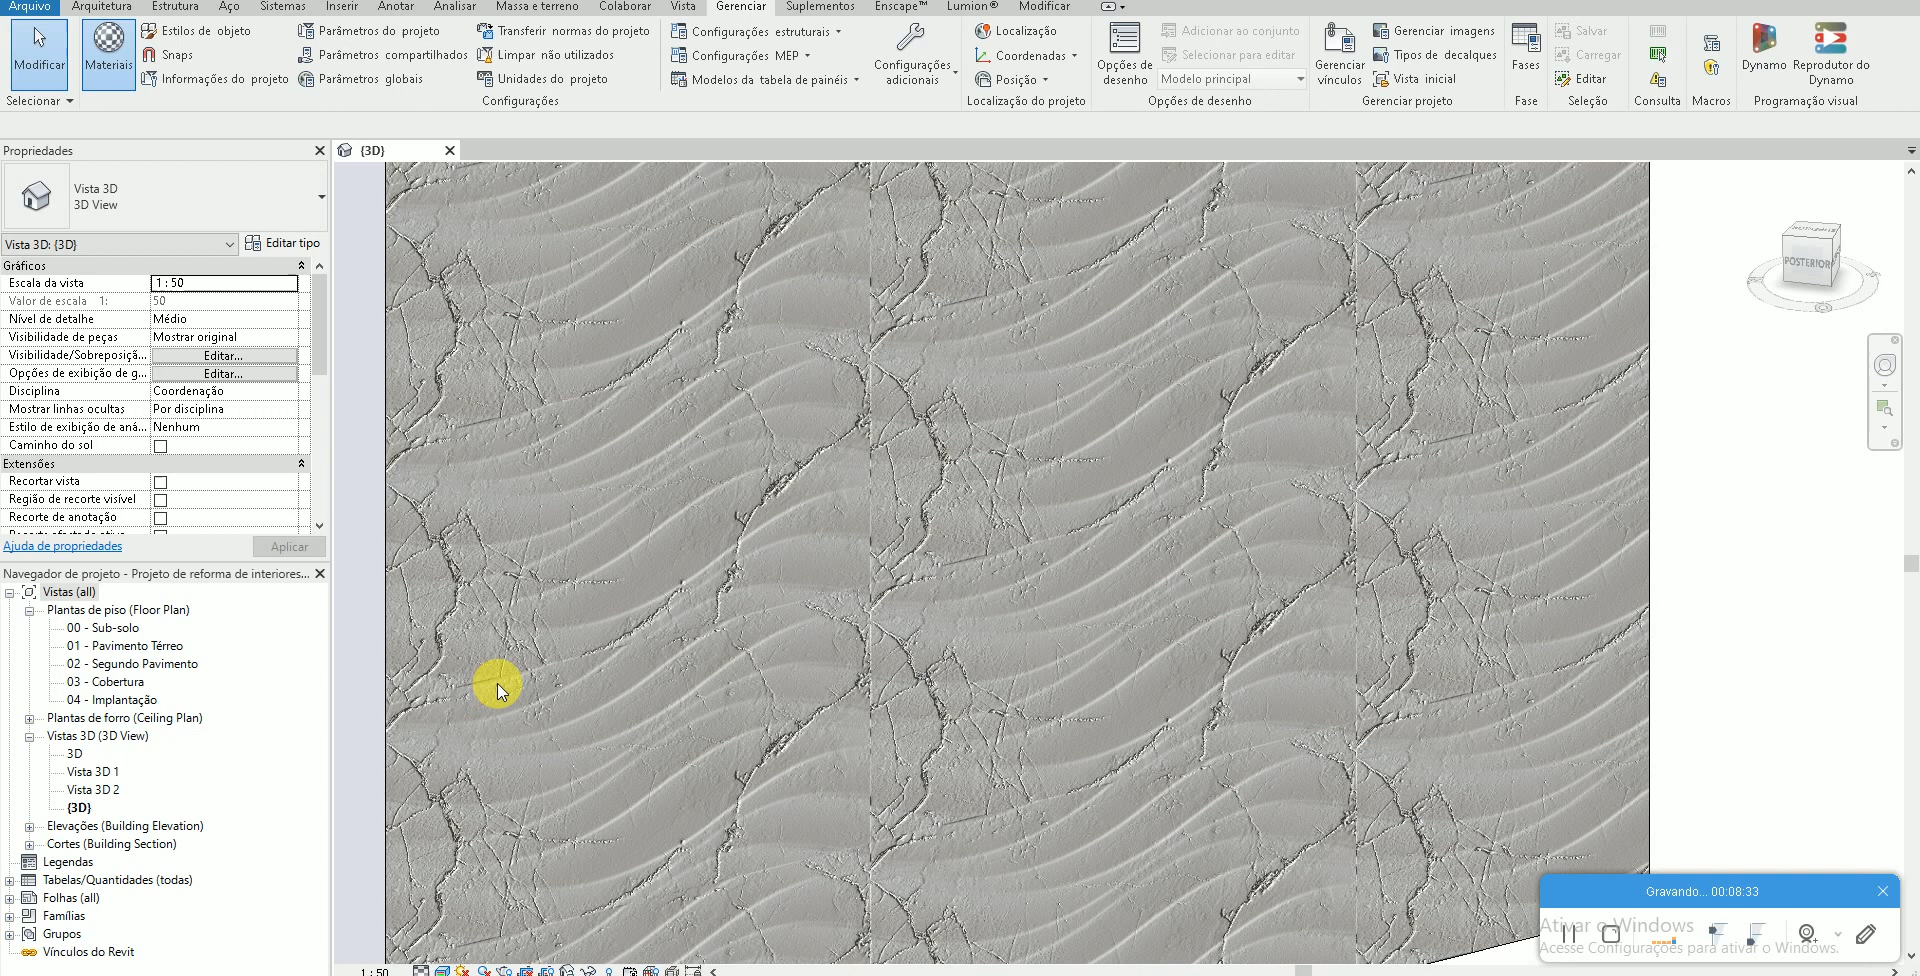 Arquivo Arquitetura Estrutura Aço Sistemas Inserir Anotar Analisar Massa e terreno Colaborar Vista Gerenciar Suplementos Enscape™ Lumion® Modificar
Modificar
Selecionar
Materiais
Estilos de objeto
Snaps
Informações do projeto
Parâmetros do projeto
Parâmetros compartilhados
Parâmetros globais
Transferir normas do projeto
Limpar não utilizados
Unidades do projeto
Configurações estruturais
Configurações MEP
Modelos da tabela de painéis
Configurações adicionais
Configurações
Localização
Coordenadas
Posição
Localização do projeto
Opções de desenho
Adicionar ao conjunto
Selecionar para editar
Modelo principal
Opções de desenho
Gerenciar vínculos
Gerenciar imagens
Tipos de decalques
Vista inicial
Gerenciar projeto
Fases
Fase
Salvar
Carregar
Editar
Seleção
Consulta
Macros
Dynamo
Reprodutor do Dynamo
Programação visual
Propriedades
{3D}
Vista 3D
3D View
Vista 3D: {3D}
Editar tipo
Gráficos
Escala da vista 1 : 50
Valor de escala 1: 50
Nível de detalhe Médio
Visibilidade de peças Mostrar original
Visibilidade/Sobreposiçã... Editar...
Opções de exibição de g... Editar...
Disciplina Coordenação
Mostrar linhas ocultas Por disciplina
Estilo de exibição de aná... Nenhum
Caminho do sol
Extensões
Recortar vista
Região de recorte visível
Recorte de anotação
Ajuda de propriedades
Aplicar
Navegador de projeto - Projeto de reforma de interiores...
Vistas (all)
Plantas de piso (Floor Plan)
00 - Sub-solo
01 - Pavimento Térreo
02 - Segundo Pavimento
03 - Cobertura
04 - Implantação
Plantas de forro (Ceiling Plan)
Vistas 3D (3D View)
3D
Vista 3D 1
Vista 3D 2
{3D}
Elevações (Building Elevation)
Cortes (Building Section)
Legendas
Tabelas/Quantidades (todas)
Folhas (all)
Famílias
Grupos
Vínculos do Revit
POSTERIOR
Gravando... 00:08:33
Ativar o Windows
Acesse Configurações para ativar o Windows.
1 : 50